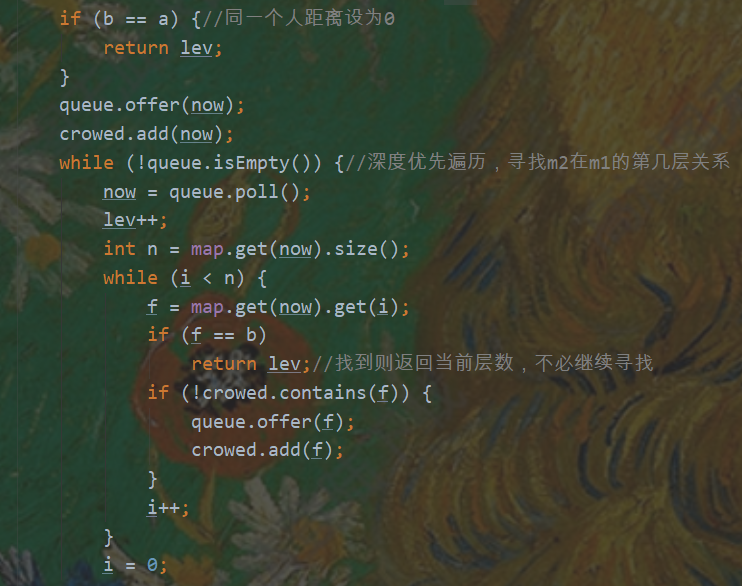 if (b == a) {//同一个人距离设为0
return lev;
}
queue.offer(now);
crowed.add(now);
while (!queue.isEmpty()) {//深度优先遍历，寻找m2在m1的第几层关系
now = queue.poll();
lev++;
int n = map.get(now).size();
while (i < n) {
f = map.get(now).get(i);
if (f == b)
return lev;//找到则返回当前层数，不必继续寻找
if (!crowed.contains(f)) {
queue.offer(f);
crowed.add(f);
}
i++;
}
i = 0;